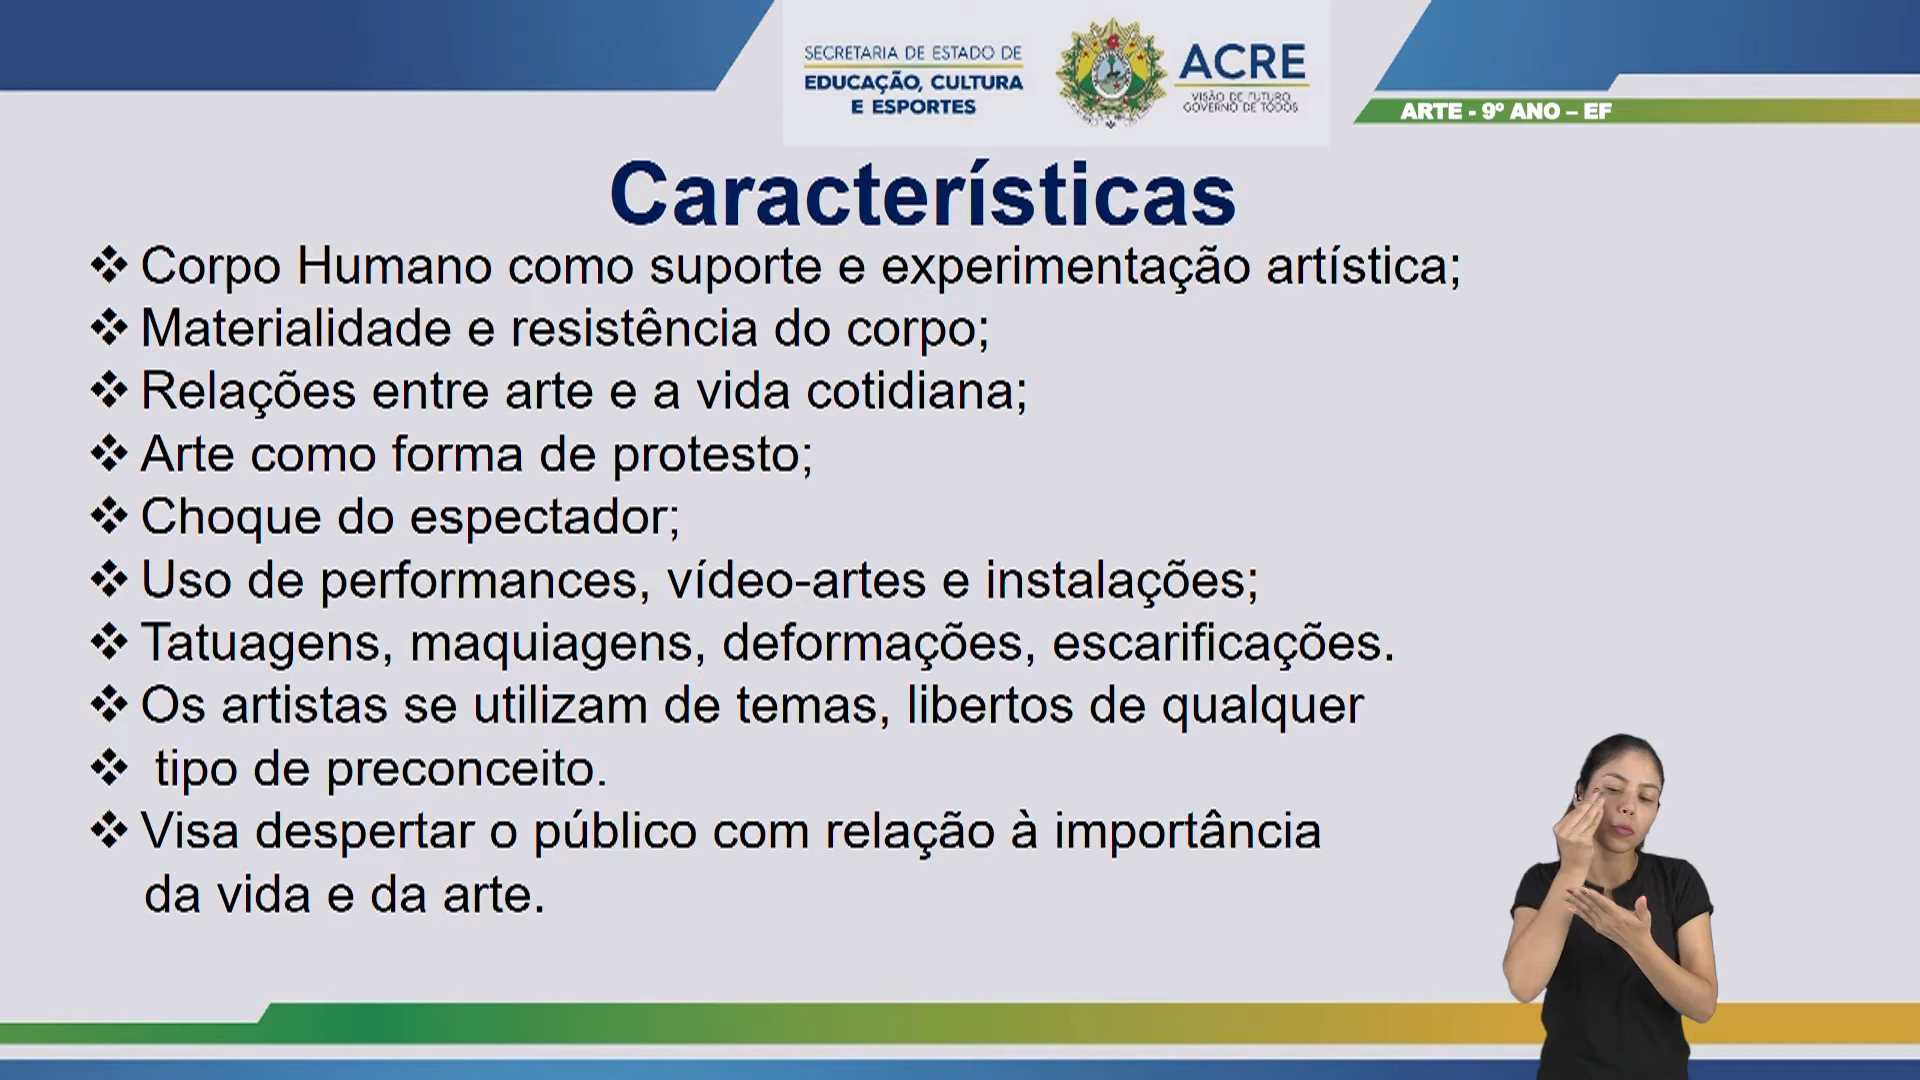 SECRETARIA DE ESTADO DE
EDUCAÇÃO, CULTURA
E ESPORTES
ACRE
VISÃO DE FUTURO,
GOVERNO DE TODOS
ARTE - 9º ANO – EF
Características
❖ Corpo Humano como suporte e experimentação artística;
❖ Materialidade e resistência do corpo;
❖ Relações entre arte e a vida cotidiana;
❖ Arte como forma de protesto;
❖ Choque do espectador;
❖ Uso de performances, vídeo-artes e instalações;
❖ Tatuagens, maquiagens, deformações, escarificações.
❖ Os artistas se utilizam de temas, libertos de qualquer
❖ tipo de preconceito.
❖ Visa despertar o público com relação à importância
da vida e da arte.